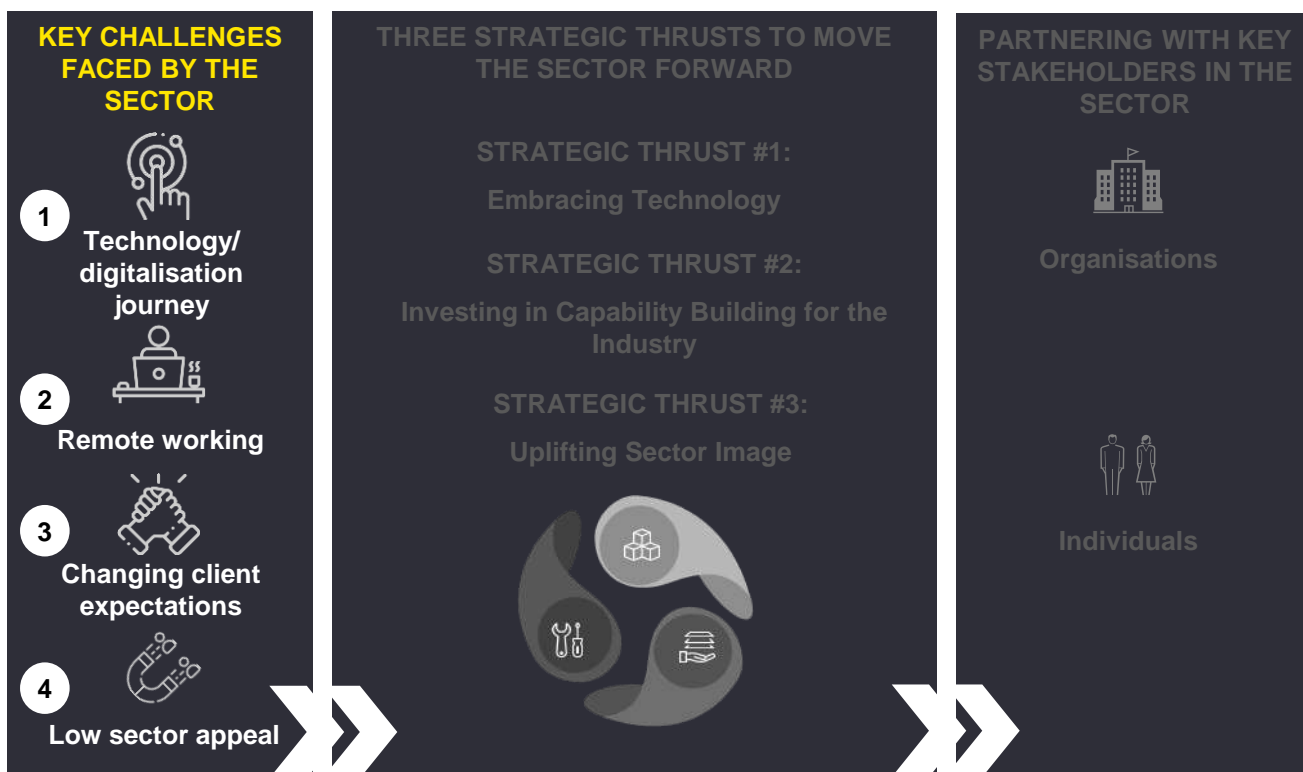 KEY CHALLENGES
FACED BY THE
SECTOR
1
Technology/
digitalisation
journey
2
Remote working
3
Changing client
expectations
4
Low sector appeal
THREE STRATEGIC THRUSTS TO MOVE
THE SECTOR FORWARD
STRATEGIC THRUST #1:
Embracing Technology
STRATEGIC THRUST #2:
Investing in Capability Building for the
Industry
STRATEGIC THRUST #3:
Uplifting Sector Image
PARTNERING WITH KEY
STAKEHOLDERS IN THE
SECTOR
Organisations
Individuals